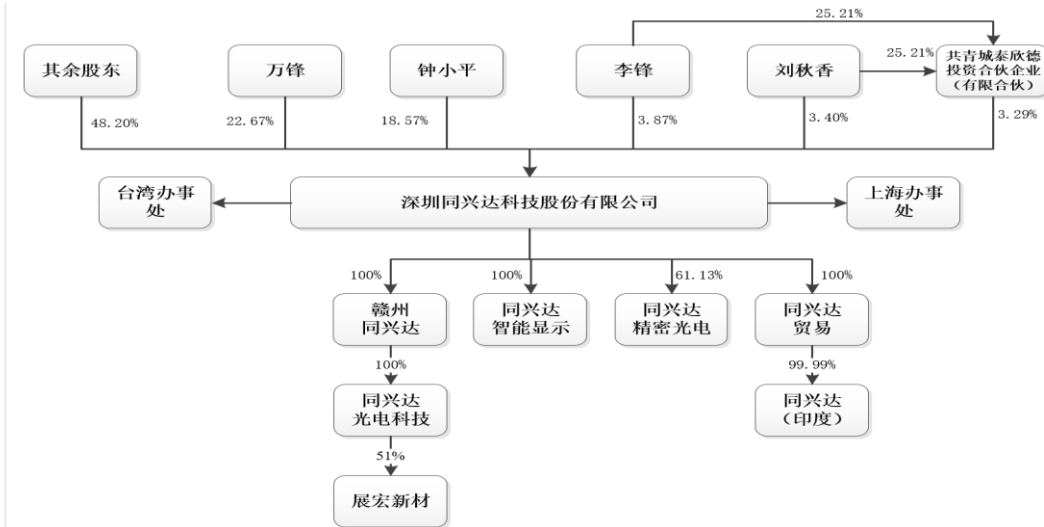 25.21%
其余股东
万锋
钟小平
李锋
刘秋香
25.21%
共青城泰欣德
投资合伙企业
（有限合伙）
48.20%
22.67%
18.57%
3.87%
3.40%
3.29%
台湾办事
处
深圳同兴达科技股份有限公司
上海办事
处
100%
100%
61.13%
100%
赣州
同兴达
同兴达
智能显示
同兴达
精密光电
同兴达
贸易
100%
99.99%
同兴达
光电科技
同兴达
（印度）
51%
展宏新材